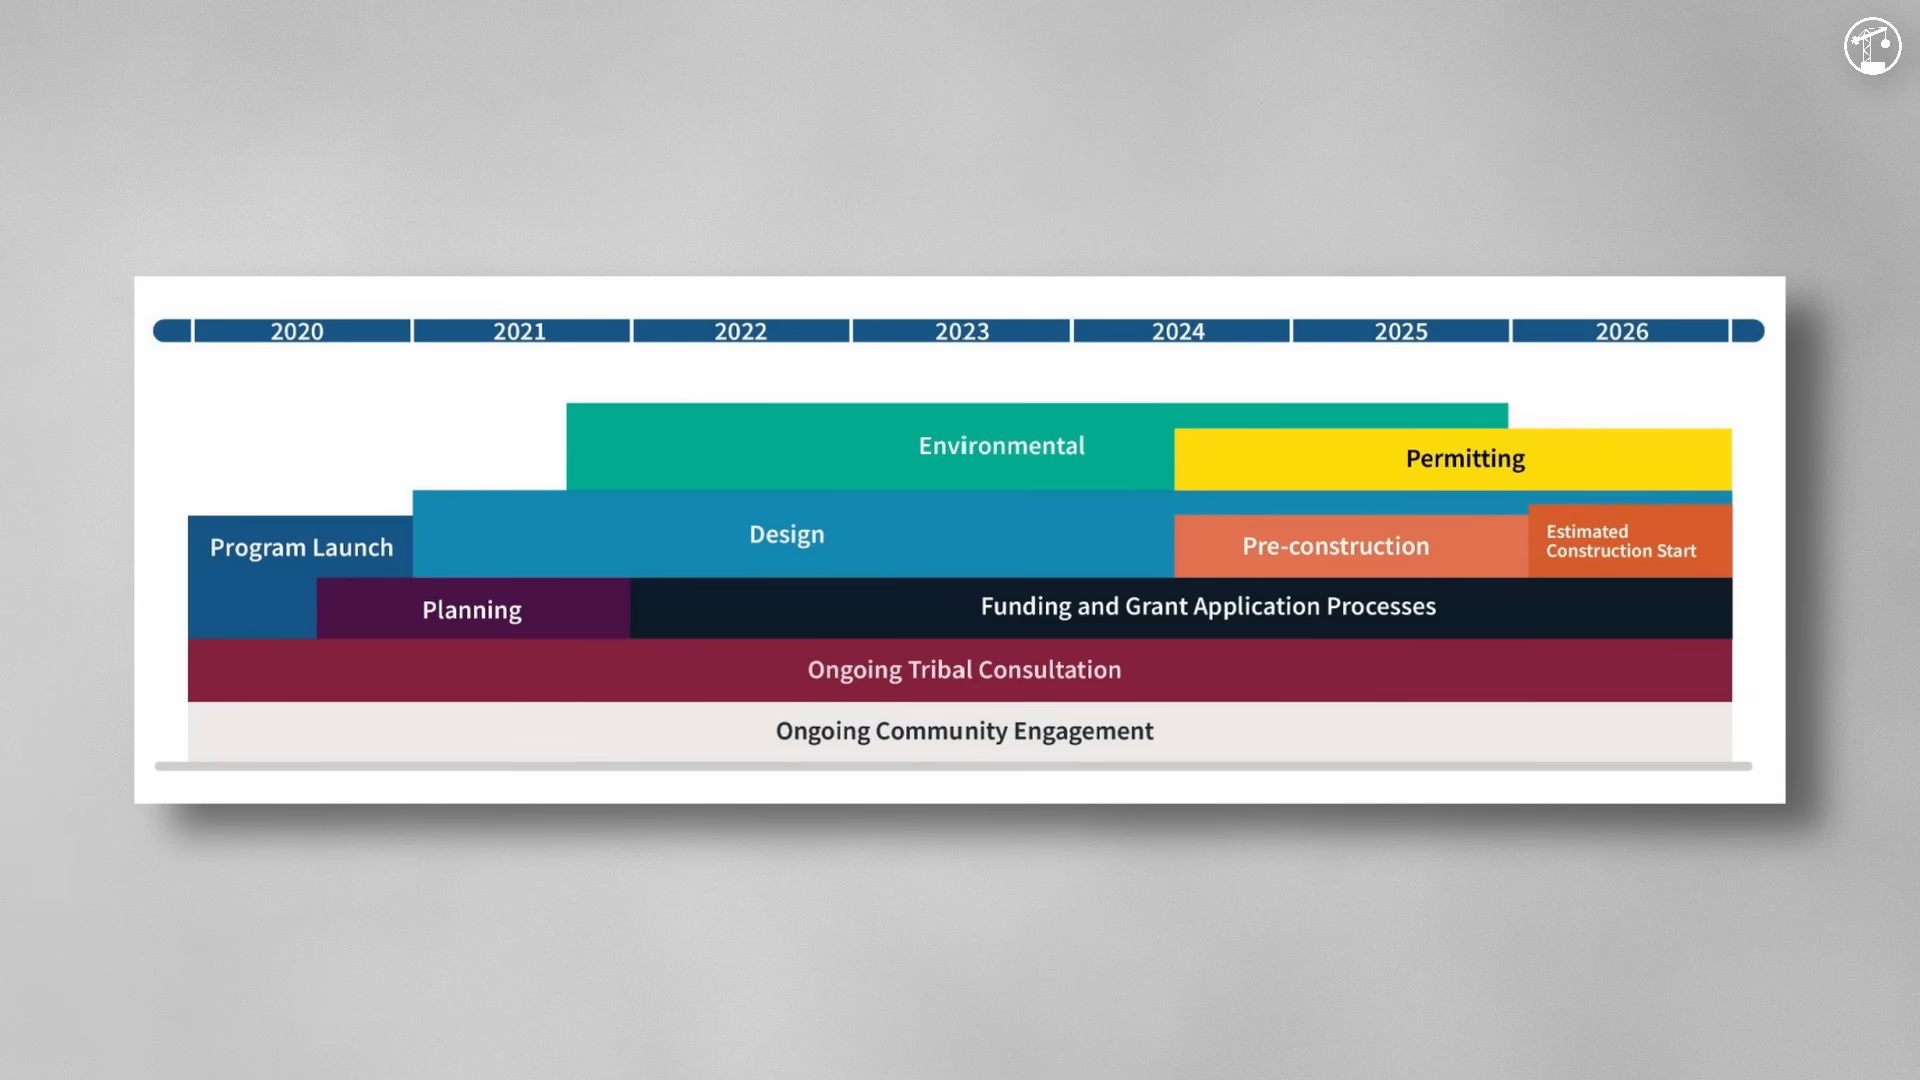 2020 2021 2022 2023 2024 2025 2026
Environmental
Permitting
Program Launch
Design
Pre-construction
Estimated
Construction Start
Planning
Funding and Grant Application Processes
Ongoing Tribal Consultation
Ongoing Community Engagement